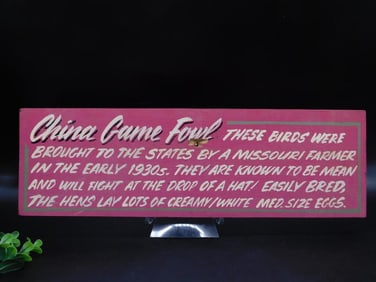 China Game Fowl THESE BIRDS WERE
BROUGHT TO THE STATES BY A MISSOURI FARMER
IN THE EARLY 1930s. THEY ARE KNOWN TO BE MEAN
AND WILL FIGHT AT THE DROP OF A HAT! EASILY BRED,
THE HENS LAY LOTS OF CREAMY/WHITE MED. SIZE EGGS.